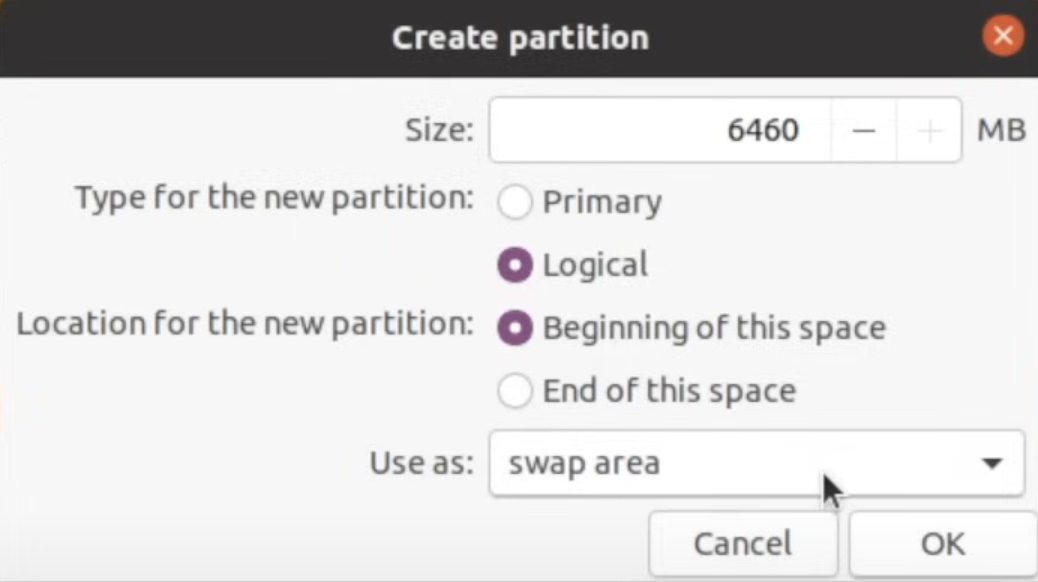 Create partition
Size: 6460 MB
Type for the new partition: Primary
Logical
Location for the new partition: Beginning of this space
End of this space
Use as: swap area
Cancel OK